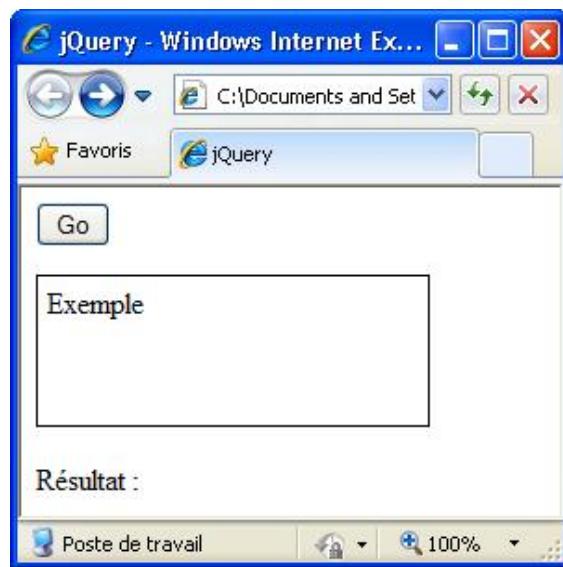 jQuery - Windows Internet Ex...
C:\Documents and Set
Favoris
jQuery
Go
Exemple
Résultat :
Poste de travail
100%